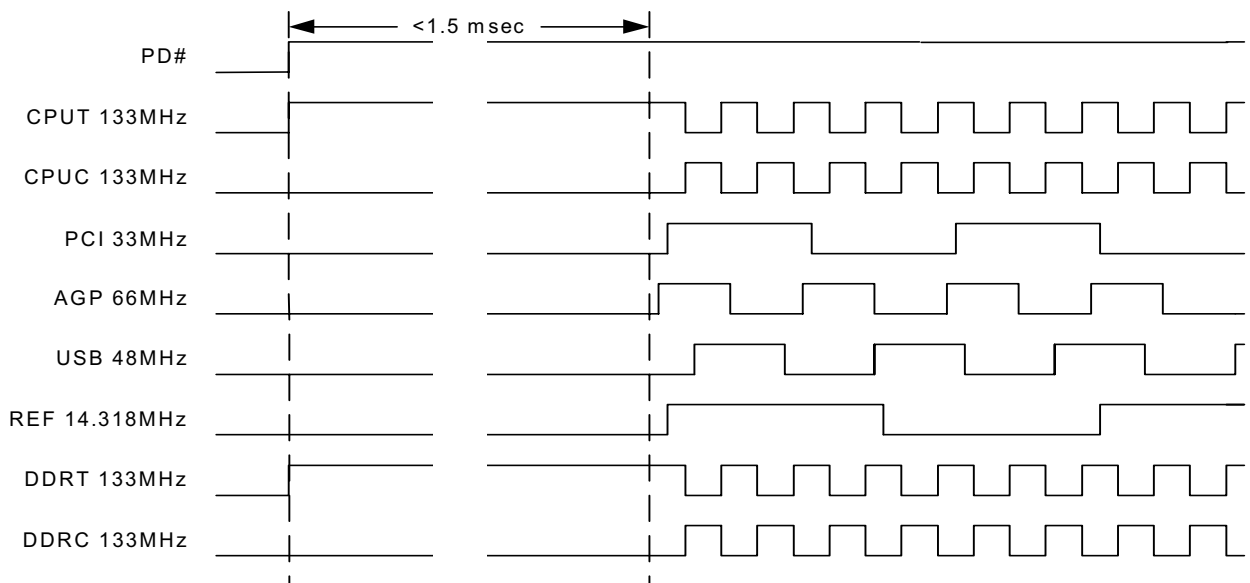 <1.5 msec
PD#
CPUT 133MHz
CPUC 133MHz
PCI 33MHz
AGP 66MHz
USB 48MHz
REF 14.318MHz
DDRT 133MHz
DDRC 133MHz